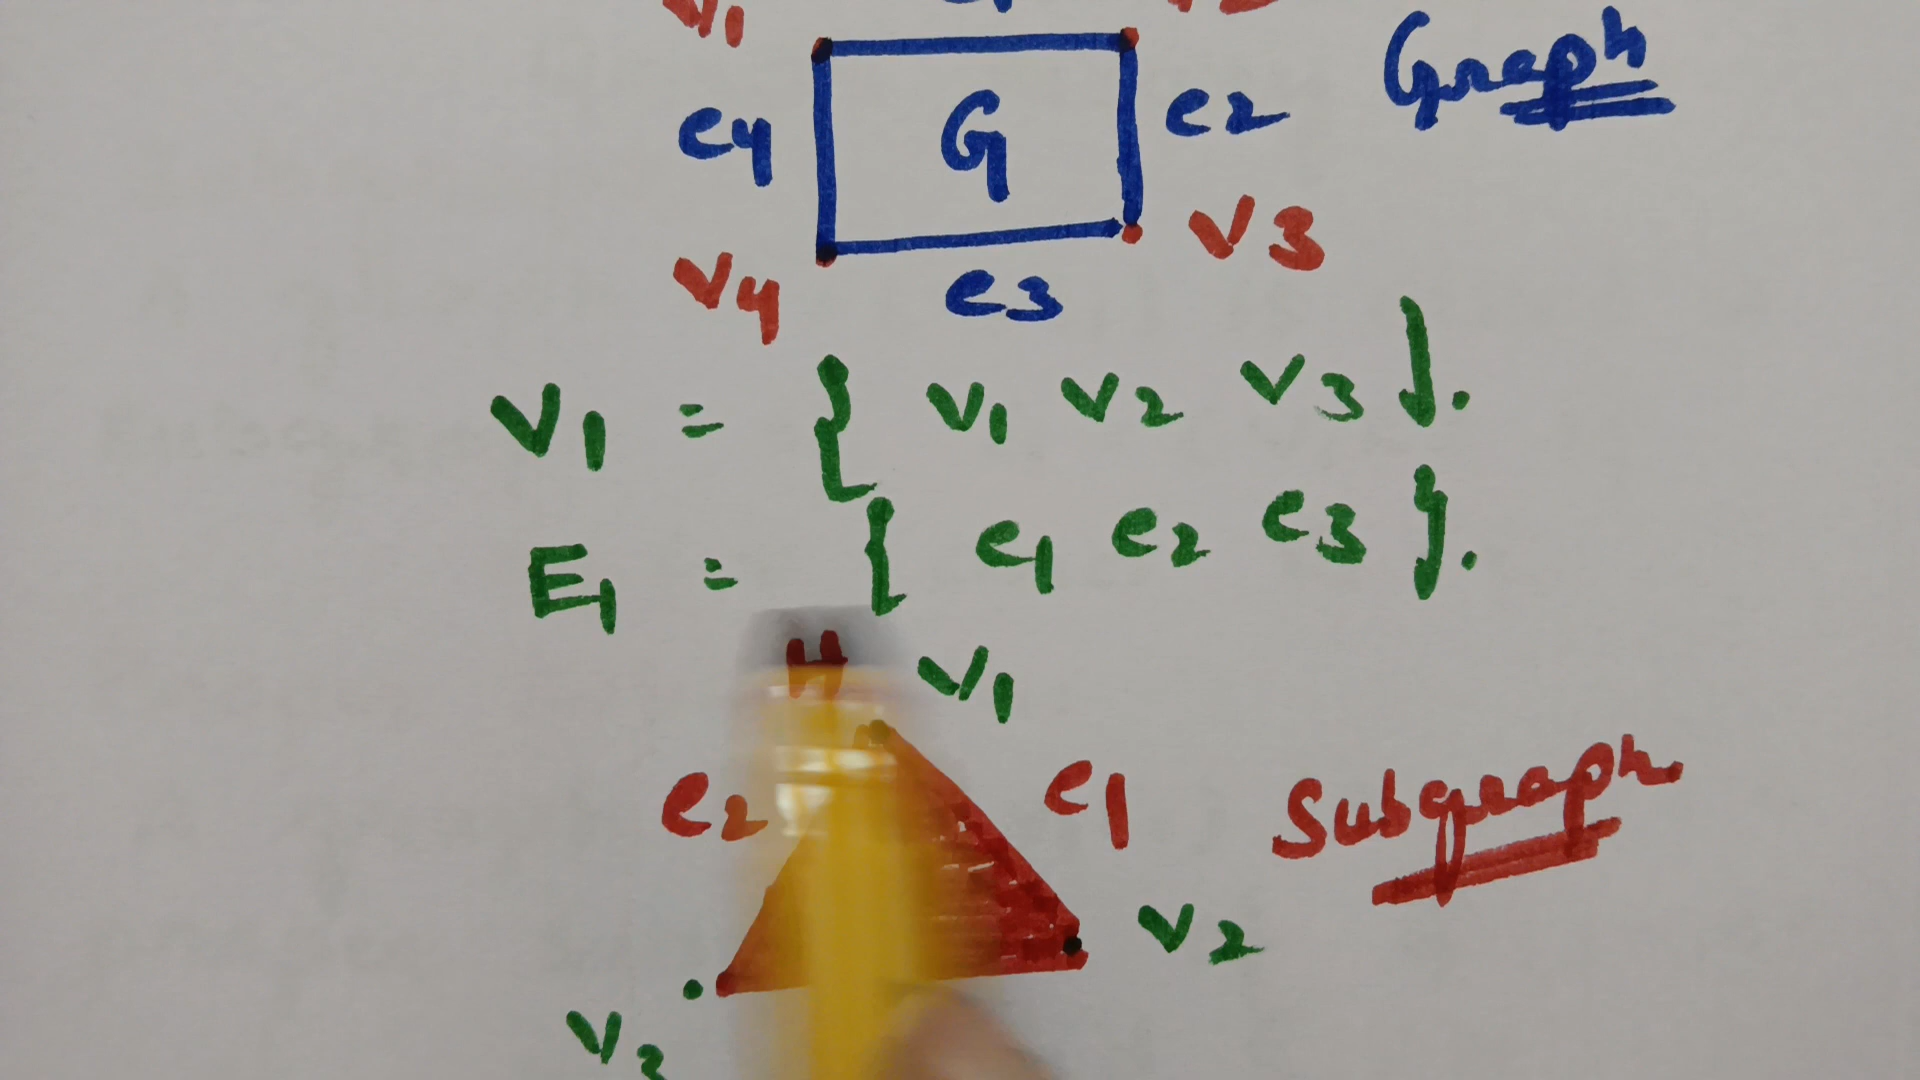 V1
Graph
e4 G e2
V3
V4
e3
V1 = { V1 V2 V3 }.
E1 = { e1 e2 e3 }.
H V1
e2 e1
Subgraph
V2
V3